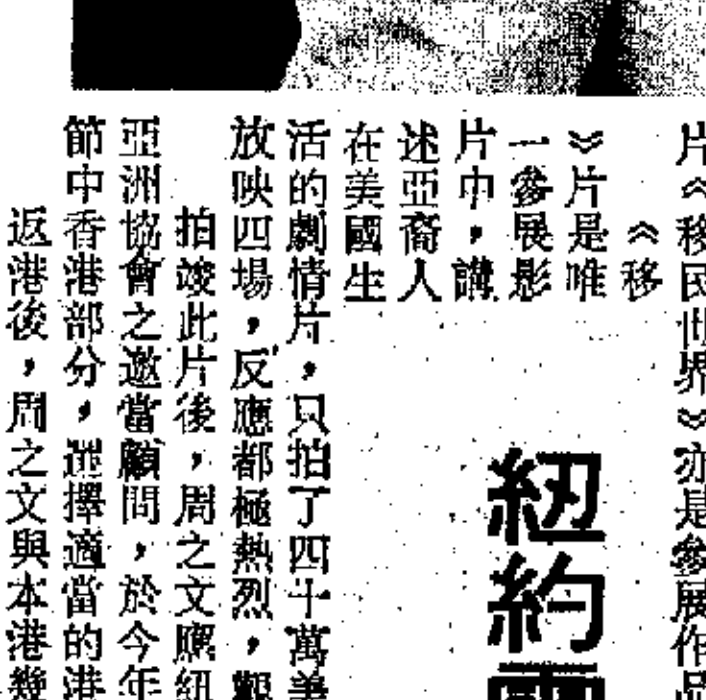 片《移民世界》亦是參展作品
《移
》片是唯
一參展影
片中，講
述亞裔人
在美國生
活的劇情片，只拍了四十萬美
放映四場，反應都極熱烈，觀
拍竣此片後，周之文應紐
亞洲協會之邀當顧問，於今年
節中香港部分，選擇適當的港
返港後，周之文與本港幾
紐約